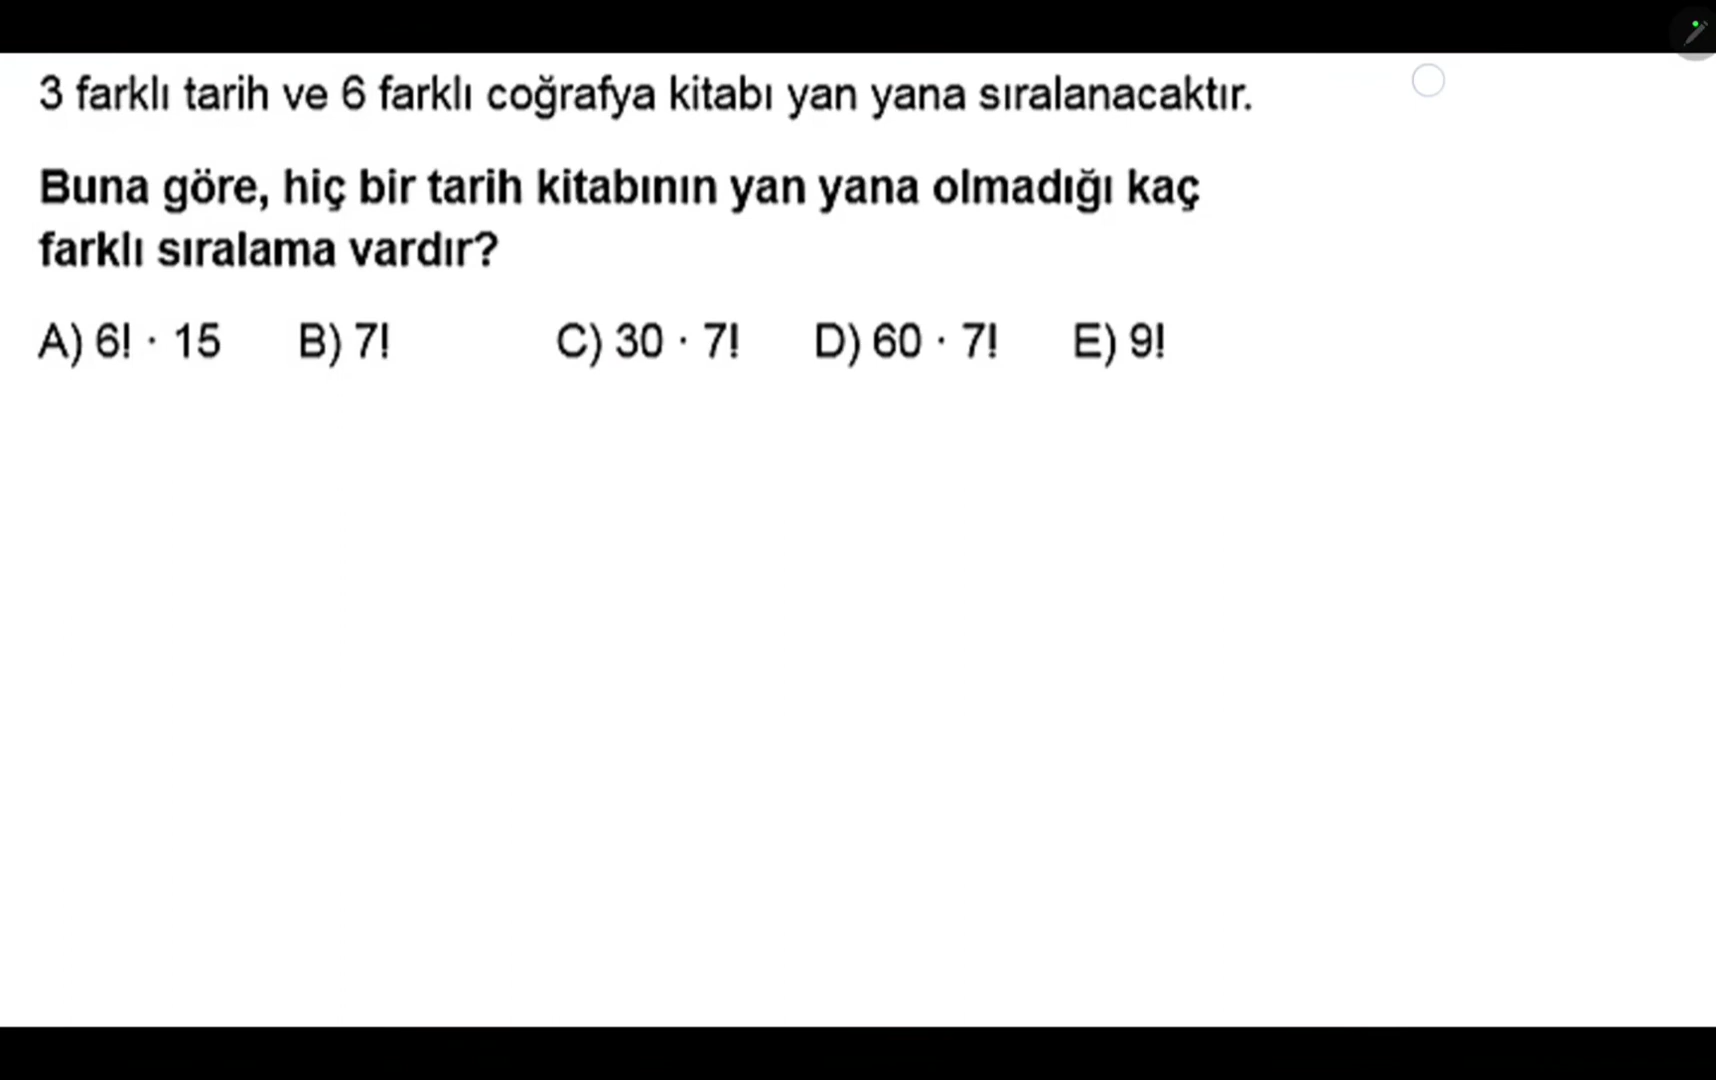 3 farklı tarih ve 6 farklı coğrafya kitabı yan yana sıralanacaktır.
Buna göre, hiç bir tarih kitabının yan yana olmadığı kaç
farklı sıralama vardır?
A) 6! · 15 B) 7! C) 30 · 7! D) 60 · 7! E) 9!